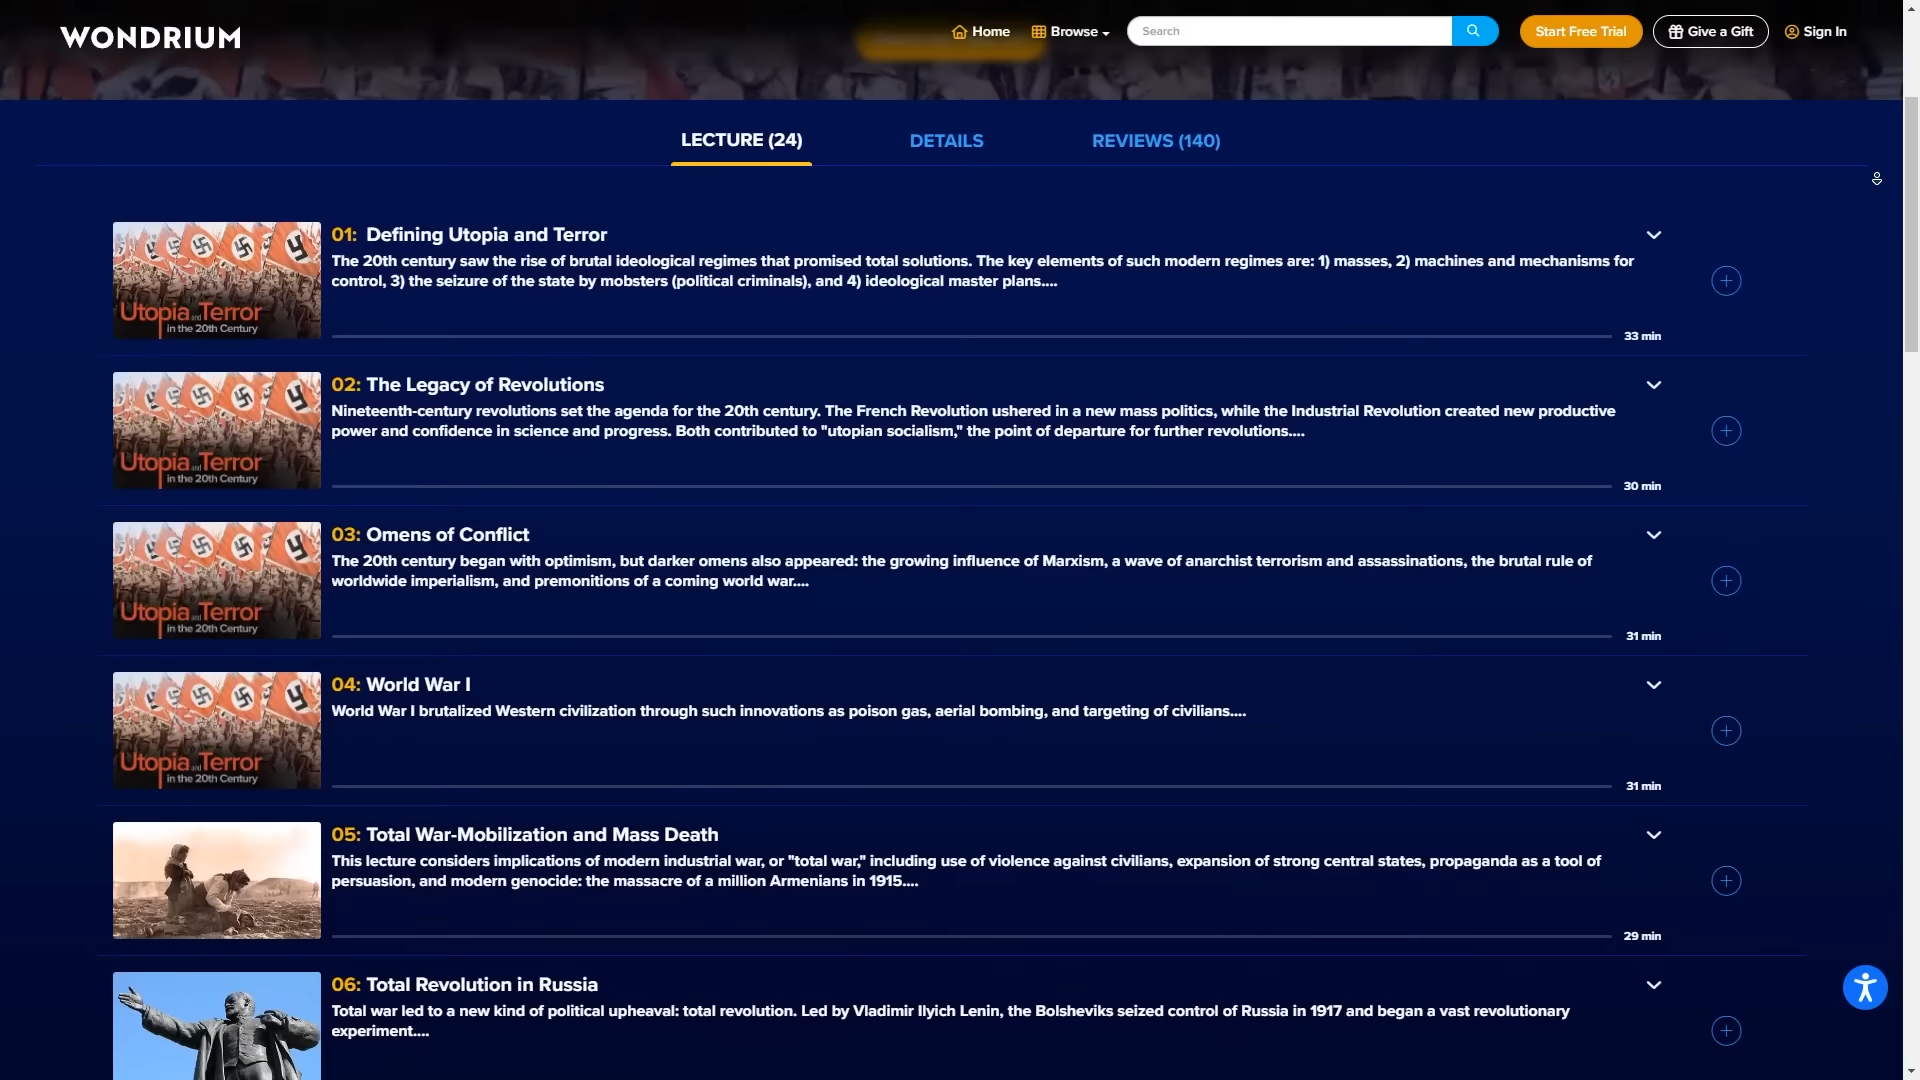 WONDRIUM
Home
Browse
Search
Start Free Trial
Give a Gift
Sign In
LECTURE (24)
DETAILS
REVIEWS (140)
Utopia and Terror
in the 20th Century
01: Defining Utopia and Terror
The 20th century saw the rise of brutal ideological regimes that promised total solutions. The key elements of such modern regimes are: 1) masses, 2) machines and mechanisms for
control, 3) the seizure of the state by mobsters (political criminals), and 4) ideological master plans....
33 min
Utopia and Terror
in the 20th Century
02: The Legacy of Revolutions
Nineteenth-century revolutions set the agenda for the 20th century. The French Revolution ushered in a new mass politics, while the Industrial Revolution created new productive
power and confidence in science and progress. Both contributed to "utopian socialism," the point of departure for further revolutions....
30 min
Utopia and Terror
in the 20th Century
03: Omens of Conflict
The 20th century began with optimism, but darker omens also appeared: the growing influence of Marxism, a wave of anarchist terrorism and assassinations, the brutal rule of
worldwide imperialism, and premonitions of a coming world war....
31 min
Utopia and Terror
in the 20th Century
04: World War I
World War I brutalized Western civilization through such innovations as poison gas, aerial bombing, and targeting of civilians....
31 min
05: Total War-Mobilization and Mass Death
This lecture considers implications of modern industrial war, or "total war," including use of violence against civilians, expansion of strong central states, propaganda as a tool of
persuasion, and modern genocide: the massacre of a million Armenians in 1915....
29 min
06: Total Revolution in Russia
Total war led to a new kind of political upheaval: total revolution. Led by Vladimir Ilyich Lenin, the Bolsheviks seized control of Russia in 1917 and began a vast revolutionary
experiment....